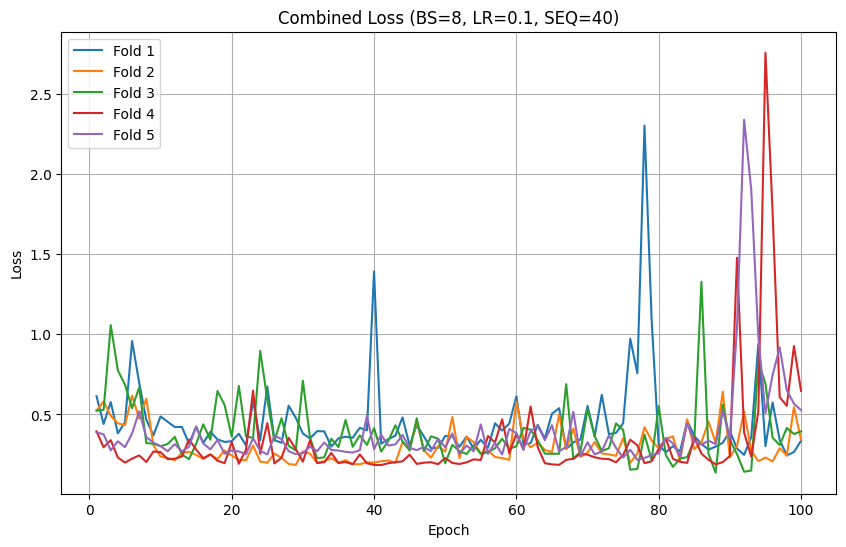 Combined Loss (BS=8, LR=0.1, SEQ=40)
Fold 1
Fold 2
Fold 3
Fold 4
Fold 5
Loss
2.5
2.0
1.5
1.0
0.5
0 20 40 60 80 100
Epoch